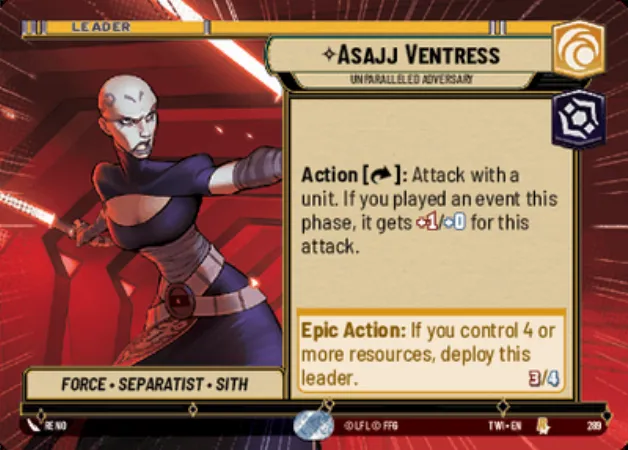 LEADER
ASAJJ VENTRESS
UNPARALLELED ADVERSARY
Action [ ]: Attack with a
unit. If you played an event this
phase, it gets +1/+0 for this
attack.
Epic Action: If you control 4 or
more resources, deploy this
leader.
3/4
FORCE • SEPARATIST • SITH
RENIO
© LFL © FFG
TWI • EN
289